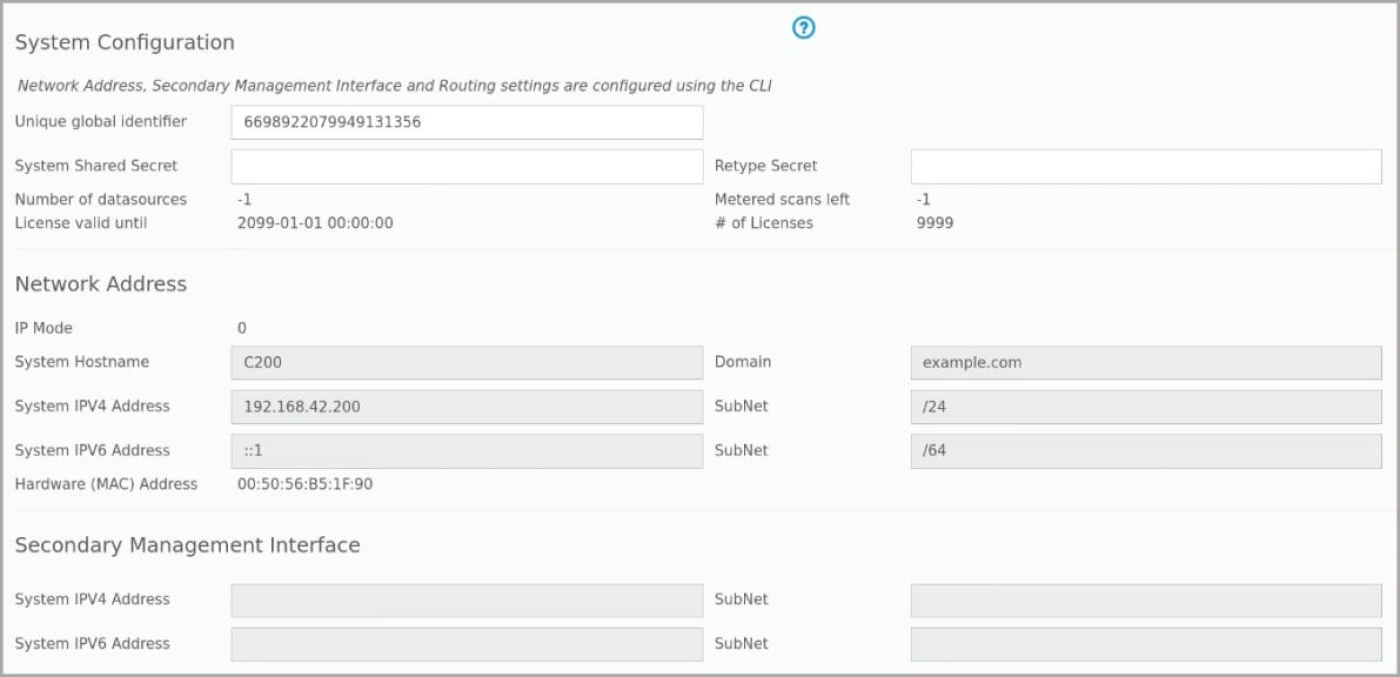 ?
System Configuration
Network Address, Secondary Management Interface and Routing settings are configured using the CLI
Unique global identifier 6698922079949131356
System Shared Secret Retype Secret
Number of datasources -1 Metered scans left -1
License valid until 2099-01-01 00:00:00 # of Licenses 9999
Network Address
IP Mode 0
System Hostname C200 Domain example.com
System IPV4 Address 192.168.42.200 SubNet /24
System IPV6 Address ::1 SubNet /64
Hardware (MAC) Address 00:50:56:B5:1F:90
Secondary Management Interface
System IPV4 Address SubNet
System IPV6 Address SubNet